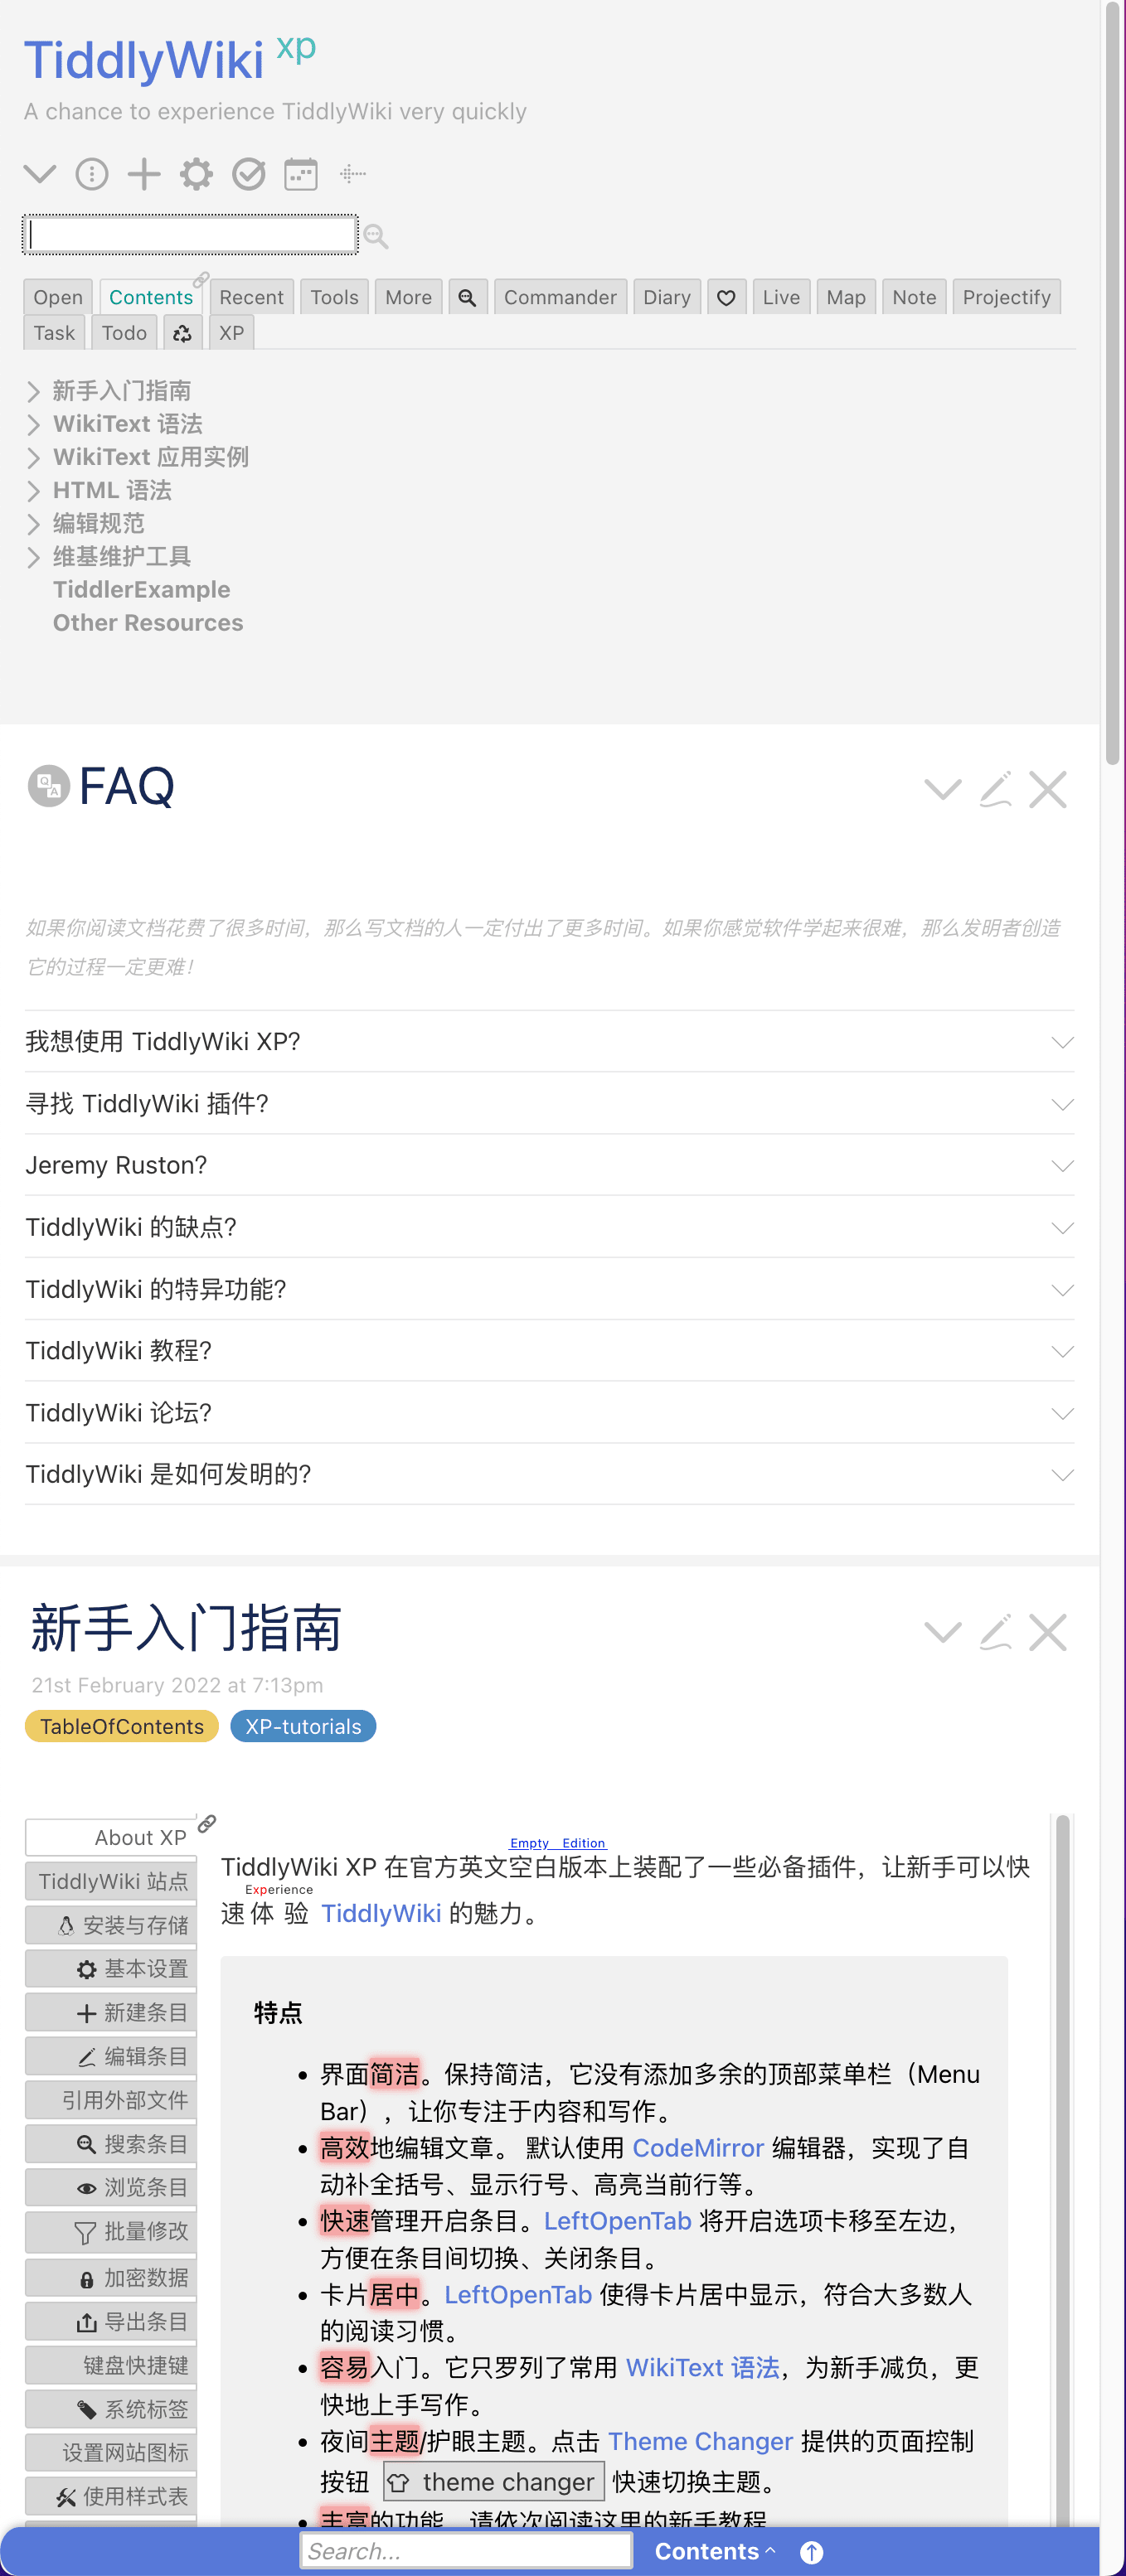 TiddlyWiki xp
A chance to experience TiddlyWiki very quickly
Open Contents Recent Tools More Commander Diary Live Map Note Projectify
Task Todo XP
新手入门指南
WikiText 语法
WikiText 应用实例
HTML 语法
编辑规范
维基维护工具
TiddlerExample
Other Resources
FAQ
如果你阅读文档花费了很多时间，那么写文档的人一定付出了更多时间。如果你感觉软件学起来很难，那么发明者创造
它的过程一定更难！
我想使用 TiddlyWiki XP?
寻找 TiddlyWiki 插件?
Jeremy Ruston?
TiddlyWiki 的缺点?
TiddlyWiki 的特异功能?
TiddlyWiki 教程?
TiddlyWiki 论坛?
TiddlyWiki 是如何发明的?
新手入门指南
21st February 2022 at 7:13pm
TableOfContents XP-tutorials
About XP
TiddlyWiki 站点
安装与存储
基本设置
新建条目
编辑条目
引用外部文件
搜索条目
浏览条目
批量修改
加密数据
导出条目
键盘快捷键
系统标签
设置网站图标
使用样式表
Empty Edition
TiddlyWiki XP 在官方英文空白版本上装配了一些必备插件，让新手可以快
Experience
速体验 TiddlyWiki 的魅力。
特点
界面简洁。保持简洁，它没有添加多余的顶部菜单栏（Menu
Bar），让你专注于内容和写作。
高效地编辑文章。 默认使用 CodeMirror 编辑器，实现了自
动补全括号、显示行号、高亮当前行等。
快速管理开启条目。LeftOpenTab 将开启选项卡移至左边，
方便在条目间切换、关闭条目。
卡片居中。LeftOpenTab 使得卡片居中显示，符合大多数人
的阅读习惯。
容易入门。它只罗列了常用 WikiText 语法，为新手减负，更
快地上手写作。
夜间主题/护眼主题。点击 Theme Changer 提供的页面控制
按钮 theme changer 快速切换主题。
丰富的功能，请依次阅读这里的新手教程
Search... Contents ^